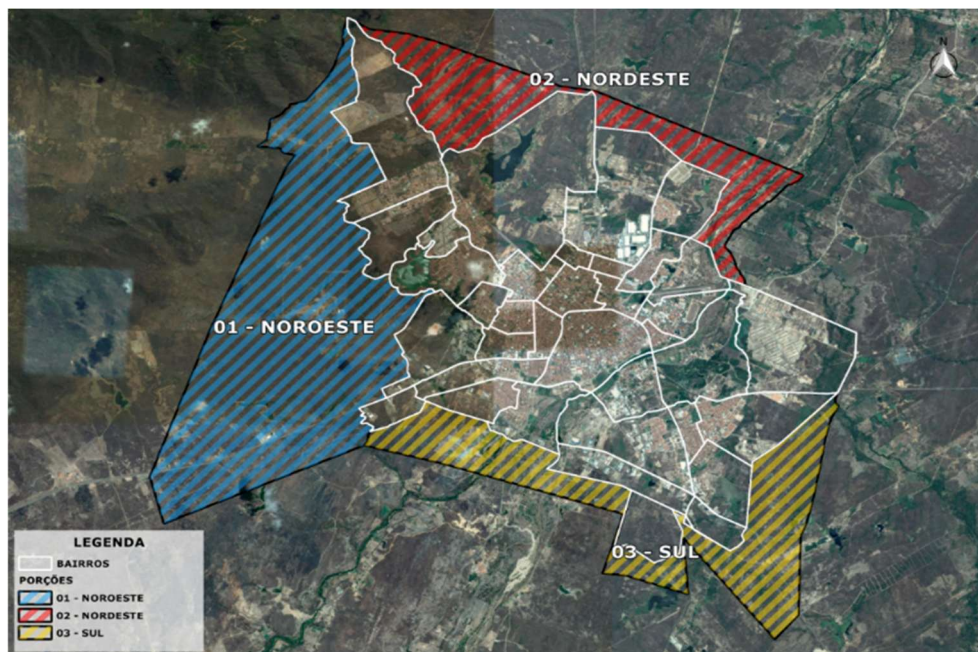 N
02 - NORDESTE
01 - NOROESTE
03 - SUL
LEGENDA
BAIRROS
PORÇÕES
01 - NOROESTE
02 - NORDESTE
03 - SUL